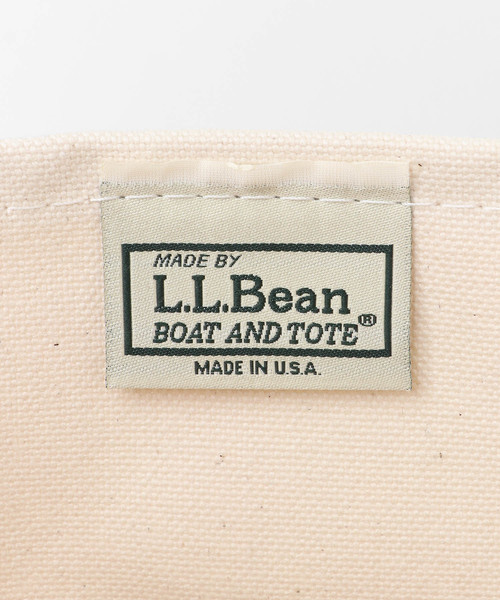 MADE BY
L.L.Bean
BOAT AND TOTE®
MADE IN U.S.A.